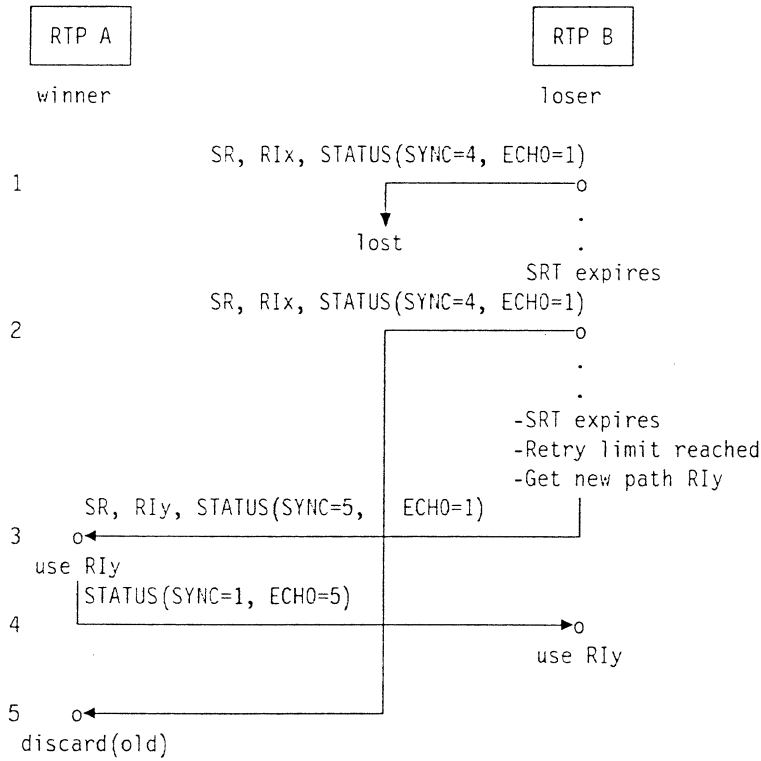 RTP A RTP B
winner loser
SR, RIx, STATUS(SYNC=4, ECHO=1)
1
lost
SRT expires
SR, RIx, STATUS(SYNC=4, ECHO=1)
2
-SRT expires
-Retry limit reached
-Get new path RIy
SR, RIy, STATUS(SYNC=5, ECHO=1)
3
use RIy
STATUS(SYNC=1, ECHO=5)
4
use RIy
5
discard(old)